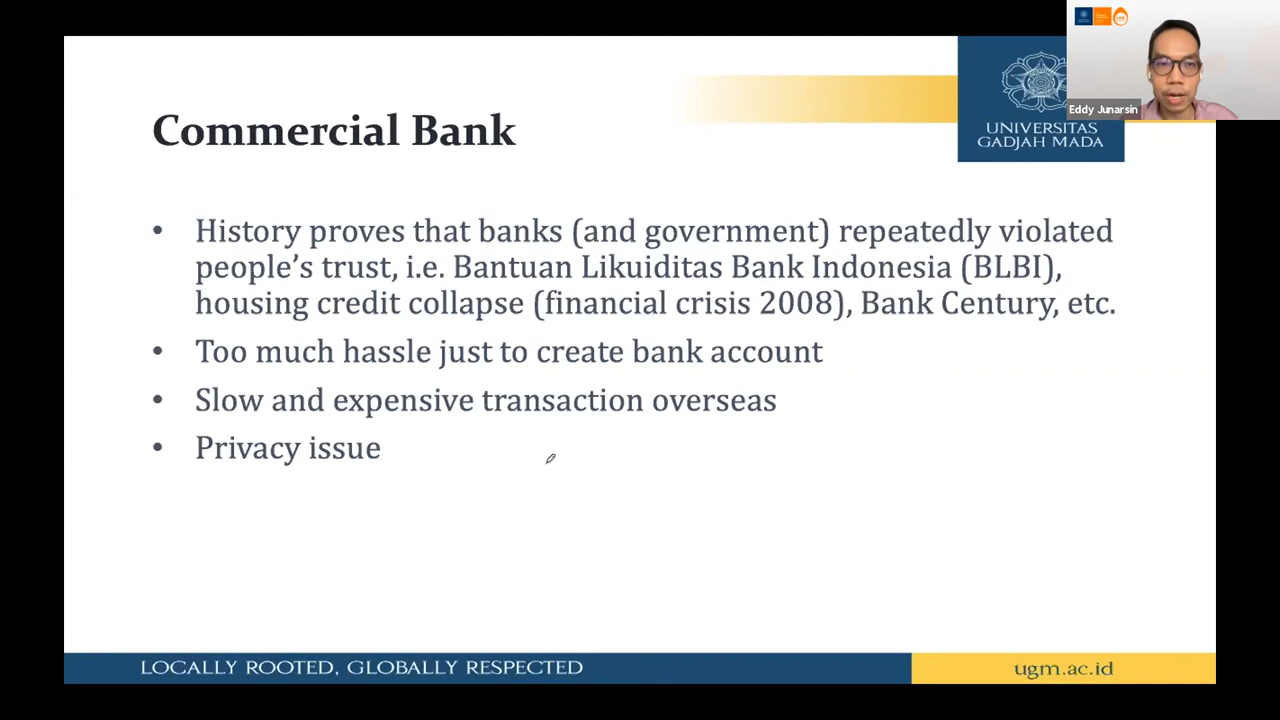 Eddy Junarsin
UNIVERSITAS
GADJAH MADA
Commercial Bank
• History proves that banks (and government) repeatedly violated
people’s trust, i.e. Bantuan Likuiditas Bank Indonesia (BLBI),
housing credit collapse (financial crisis 2008), Bank Century, etc.
• Too much hassle just to create bank account
• Slow and expensive transaction overseas
• Privacy issue
LOCALLY ROOTED, GLOBALLY RESPECTED
ugm.ac.id